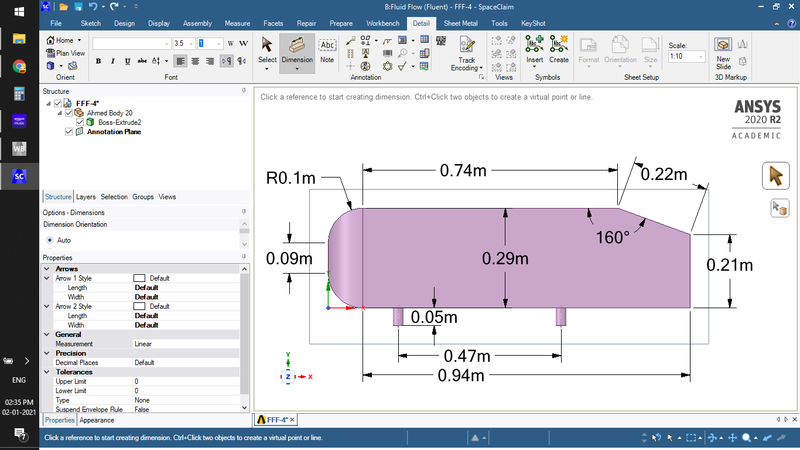 B:Fluid Flow (Fluent) - FFF-4 - SpaceClaim
File Sketch Design Display Assembly Measure Facets Repair Prepare Workbench Detail Sheet Metal Tools KeyShot
Home
Plan View
Orient
3.5 1
B I U A
Font
Select
Dimension
Abc
Note
Annotation
Track
Encoding
Views
Insert Create
Symbols
Format Orientation Size
Scale:
1:10
Sheet Setup
New
Slide
3D Markup
Structure
FFF-4*
Ahmed Body 20
Boss-Extrude2
Annotation Plane
Structure Layers Selection Groups Views
Options - Dimensions
Dimension Orientation
Auto
Properties
Arrows
Arrow 1 Style Default
Length Default
Width Default
Arrow 2 Style Default
Length Default
Width Default
General
Measurement Linear
Precision
Decimal Places Default
Tolerances
Upper Limit 0
Lower Limit 0
Type None
Suspend Envelope Rule False
Properties Appearance
Click a reference to start creating dimension. Ctrl+Click two objects to create a virtual point or line.
ANSYS
2020 R2
ACADEMIC
0.74m
0.22m
R0.1m
160°
0.09m
0.29m
0.21m
0.05m
0.47m
0.94m
Y
X
Y
Z X
FFF-4*
Click a reference to start creating dimension. Ctrl+Click two objects to create a virtual point or line.
WB
SC
ENG
02:35 PM
02-01-2021
7